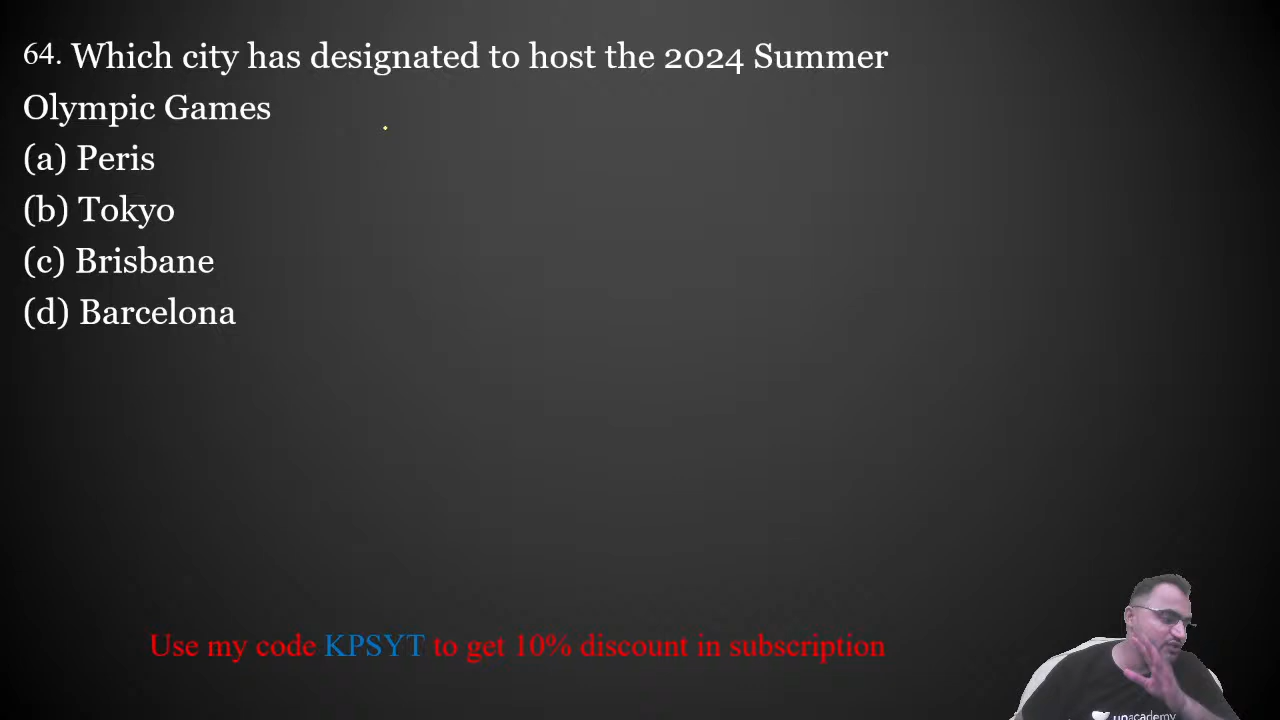 64. Which city has designated to host the 2024 Summer
Olympic Games
(a) Peris
(b) Tokyo
(c) Brisbane
(d) Barcelona
Use my code KPSYT to get 10% discount in subscription
unacademy